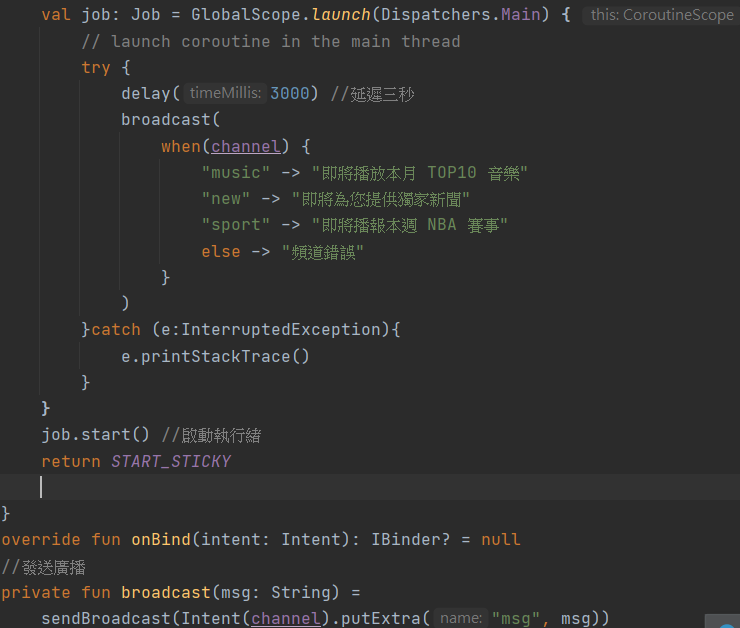 val job: Job = GlobalScope.launch(Dispatchers.Main) { this: CoroutineScope
// launch coroutine in the main thread
try {
delay( timeMillis: 3000) //延遲三秒
broadcast(
when(channel) {
"music" -> "即將播放本月 TOP10 音樂"
"new" -> "即將為您提供獨家新聞"
"sport" -> "即將播報本週 NBA 賽事"
else -> "頻道錯誤"
}
)
}catch (e:InterruptedException){
e.printStackTrace()
}
}
job.start() //啟動執行緒
return START_STICKY
}
override fun onBind(intent: Intent): IBinder? = null
//發送廣播
private fun broadcast(msg: String) =
sendBroadcast(Intent(channel).putExtra( name: "msg", msg))